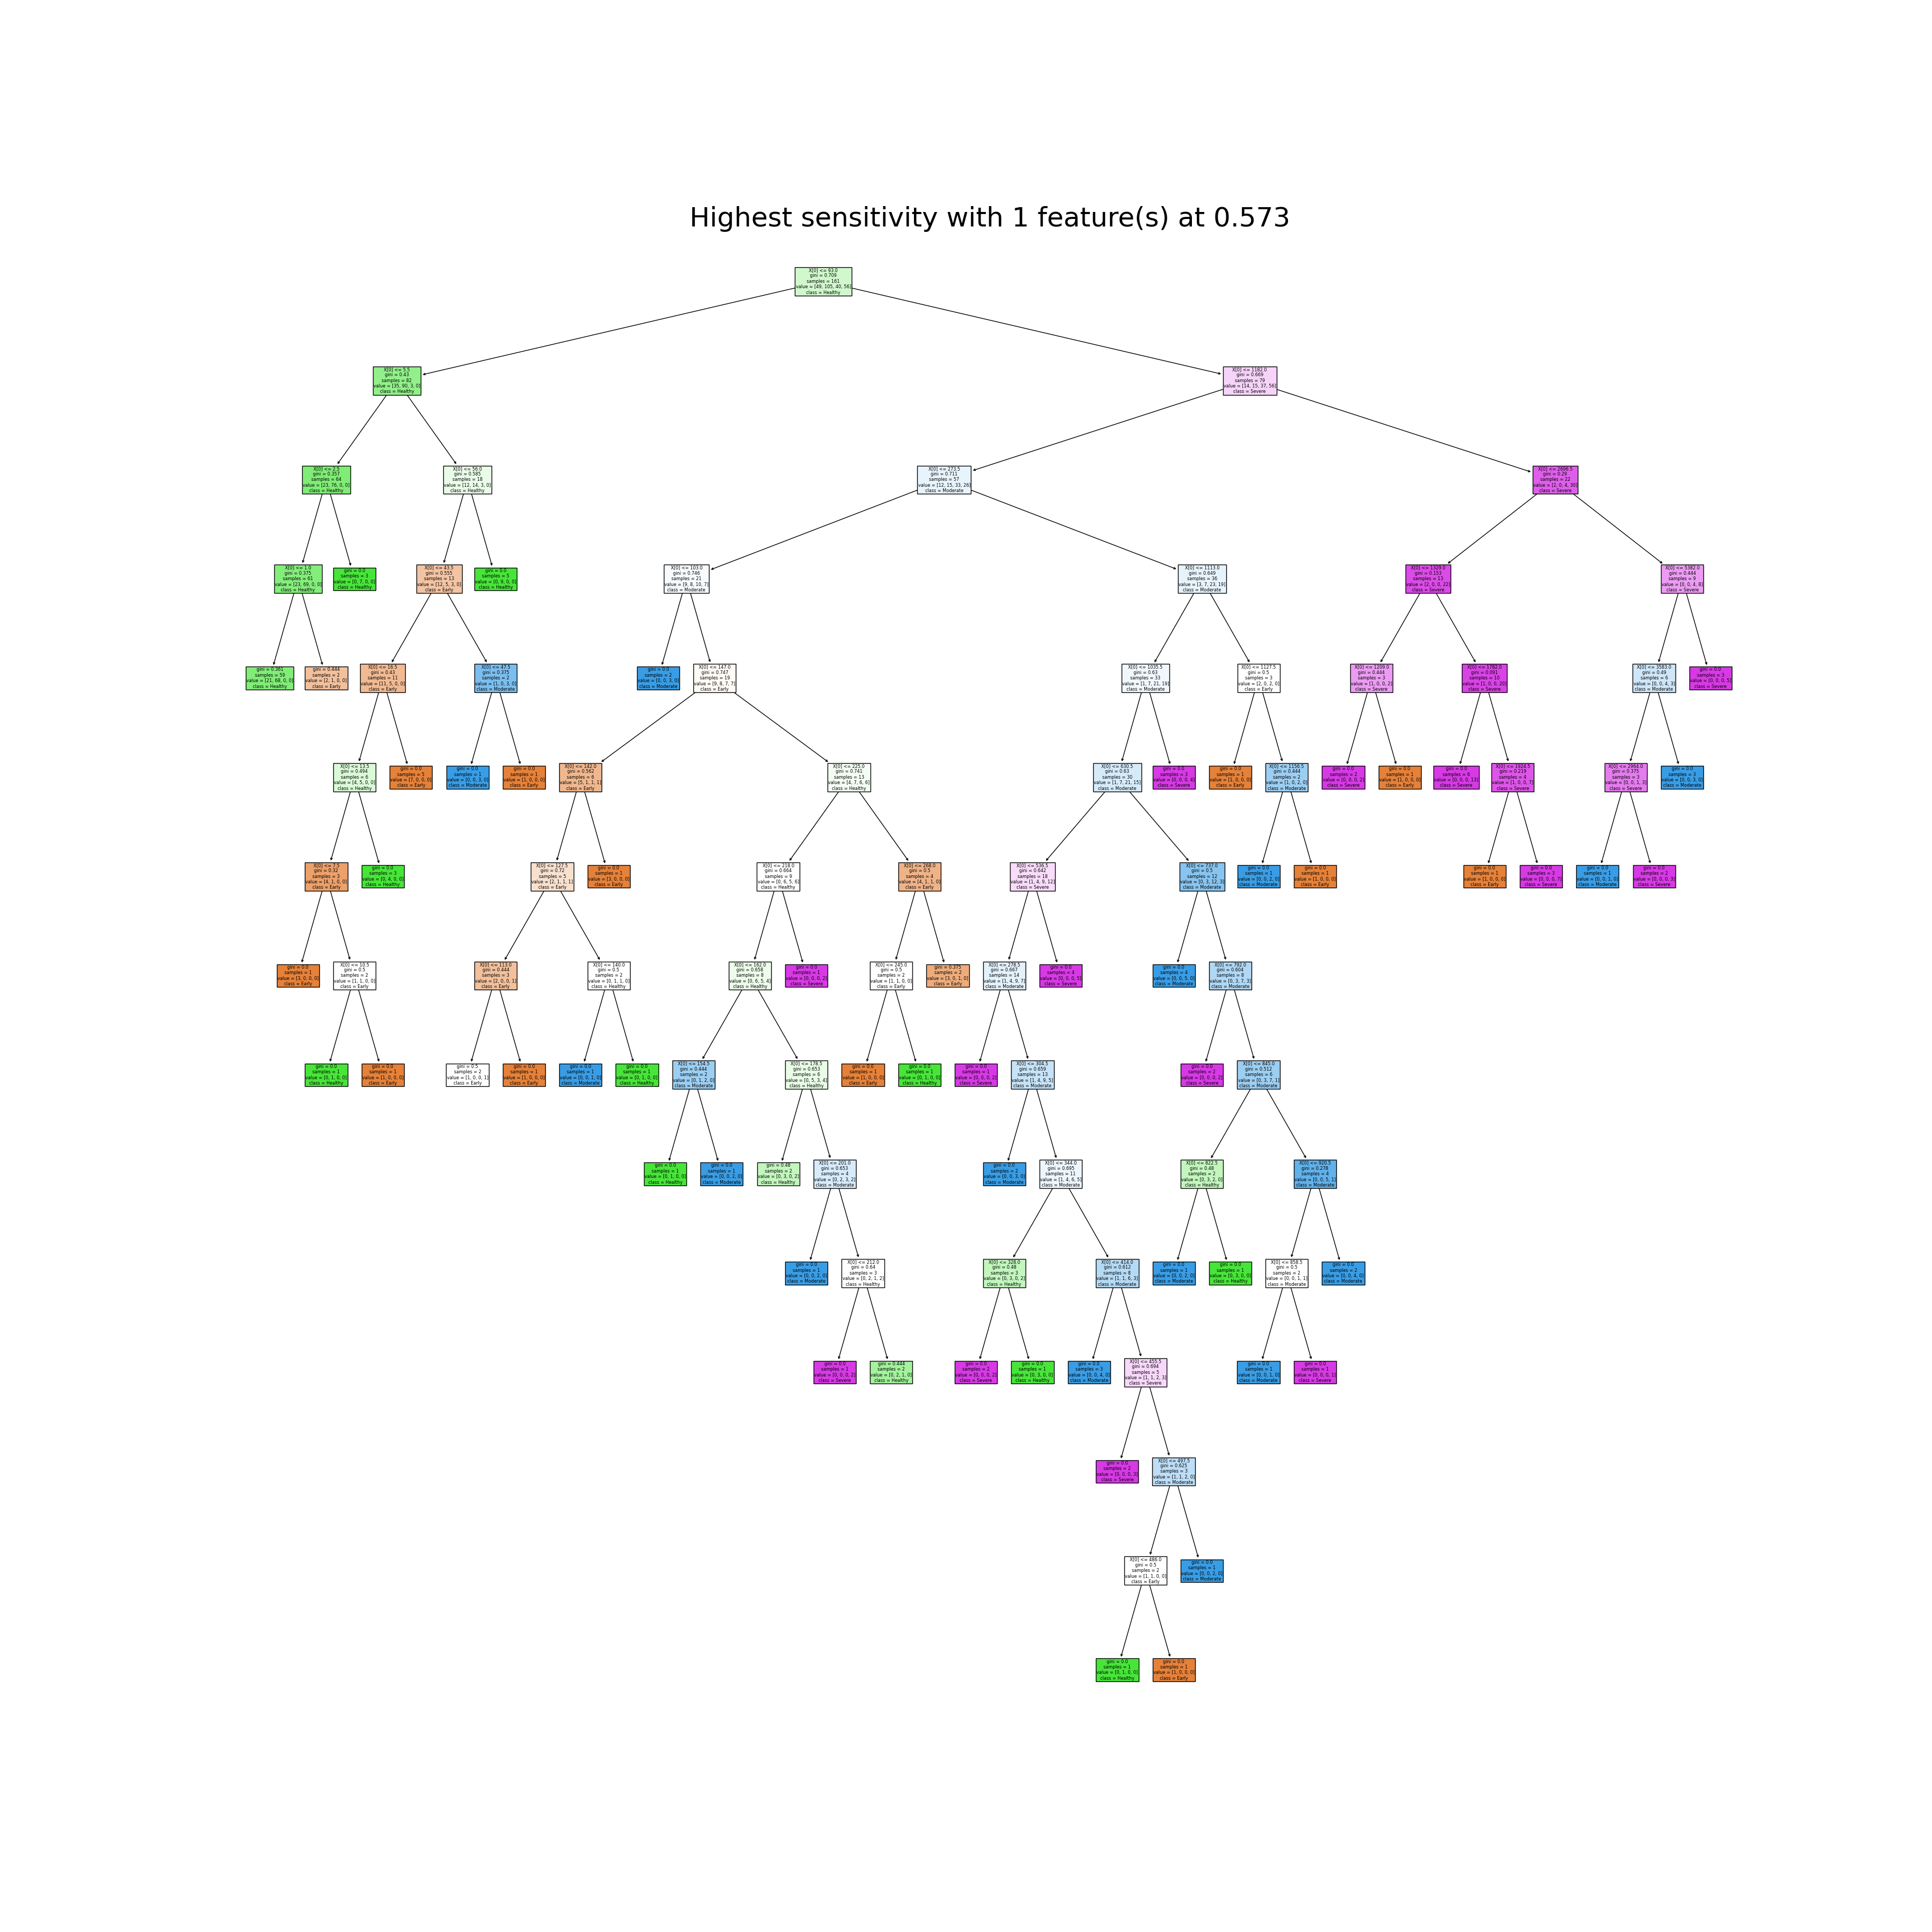 Highest sensitivity with 1 feature(s) at 0.573
X[0] <= 93.0
gini = 0.709
samples = 161
value = [49, 105, 40, 56]
class = Healthy
X[0] <= 5.5
gini = 0.43
samples = 82
value = [35, 90, 3, 0]
class = Healthy
X[0] <= 1182.0
gini = 0.669
samples = 79
value = [14, 15, 37, 56]
class = Severe
X[0] <= 2.5
gini = 0.357
samples = 64
value = [23, 76, 0, 0]
class = Healthy
X[0] <= 56.0
gini = 0.585
samples = 18
value = [12, 14, 3, 0]
class = Healthy
X[0] <= 273.5
gini = 0.711
samples = 57
value = [12, 15, 33, 26]
class = Moderate
X[0] <= 2696.5
gini = 0.29
samples = 22
value = [2, 0, 4, 30]
class = Severe
X[0] <= 1.0
gini = 0.375
samples = 61
value = [23, 69, 0, 0]
class = Healthy
gini = 0.0
samples = 3
value = [0, 7, 0, 0]
class = Healthy
X[0] <= 43.5
gini = 0.555
samples = 13
value = [12, 5, 3, 0]
class = Early
gini = 0.0
samples = 5
value = [0, 9, 0, 0]
class = Healthy
X[0] <= 103.0
gini = 0.746
samples = 21
value = [9, 8, 10, 7]
class = Moderate
X[0] <= 1113.0
gini = 0.649
samples = 36
value = [3, 7, 23, 19]
class = Moderate
X[0] <= 1329.0
gini = 0.153
samples = 13
value = [2, 0, 0, 22]
class = Severe
X[0] <= 5382.0
gini = 0.444
samples = 9
value = [0, 0, 4, 8]
class = Severe
gini = 0.361
samples = 59
value = [21, 68, 0, 0]
class = Healthy
gini = 0.444
samples = 2
value = [2, 1, 0, 0]
class = Early
X[0] <= 16.5
gini = 0.43
samples = 11
value = [11, 5, 0, 0]
class = Early
X[0] <= 47.5
gini = 0.375
samples = 2
value = [1, 0, 3, 0]
class = Moderate
gini = 0.0
samples = 2
value = [0, 0, 3, 0]
class = Moderate
X[0] <= 147.0
gini = 0.747
samples = 19
value = [9, 8, 7, 7]
class = Early
X[0] <= 1035.5
gini = 0.63
samples = 33
value = [1, 7, 21, 19]
class = Moderate
X[0] <= 1127.5
gini = 0.5
samples = 3
value = [2, 0, 2, 0]
class = Early
X[0] <= 1209.0
gini = 0.444
samples = 3
value = [1, 0, 0, 2]
class = Severe
X[0] <= 1782.0
gini = 0.091
samples = 10
value = [1, 0, 0, 20]
class = Severe
X[0] <= 3583.0
gini = 0.49
samples = 6
value = [0, 0, 4, 3]
class = Moderate
gini = 0.0
samples = 3
value = [0, 0, 0, 5]
class = Severe
X[0] <= 13.5
gini = 0.494
samples = 6
value = [4, 5, 0, 0]
class = Healthy
gini = 0.0
samples = 5
value = [7, 0, 0, 0]
class = Early
gini = 0.0
samples = 1
value = [0, 0, 3, 0]
class = Moderate
gini = 0.0
samples = 1
value = [1, 0, 0, 0]
class = Early
X[0] <= 142.0
gini = 0.562
samples = 6
value = [5, 1, 1, 1]
class = Early
X[0] <= 225.0
gini = 0.741
samples = 13
value = [4, 7, 6, 6]
class = Healthy
X[0] <= 630.5
gini = 0.63
samples = 30
value = [1, 7, 21, 15]
class = Moderate
gini = 0.0
samples = 3
value = [0, 0, 0, 4]
class = Severe
gini = 0.0
samples = 1
value = [1, 0, 0, 0]
class = Early
X[0] <= 1156.5
gini = 0.444
samples = 2
value = [1, 0, 2, 0]
class = Moderate
gini = 0.0
samples = 2
value = [0, 0, 0, 2]
class = Severe
gini = 0.0
samples = 1
value = [1, 0, 0, 0]
class = Early
gini = 0.0
samples = 6
value = [0, 0, 0, 13]
class = Severe
X[0] <= 1924.5
gini = 0.219
samples = 4
value = [1, 0, 0, 7]
class = Severe
X[0] <= 2964.0
gini = 0.375
samples = 3
value = [0, 0, 1, 3]
class = Severe
gini = 0.0
samples = 3
value = [0, 0, 3, 0]
class = Moderate
X[0] <= 7.5
gini = 0.32
samples = 3
value = [4, 1, 0, 0]
class = Early
gini = 0.0
samples = 3
value = [0, 4, 0, 0]
class = Healthy
X[0] <= 127.5
gini = 0.72
samples = 5
value = [2, 1, 1, 1]
class = Early
gini = 0.0
samples = 1
value = [3, 0, 0, 0]
class = Early
X[0] <= 218.0
gini = 0.664
samples = 9
value = [0, 6, 5, 6]
class = Healthy
X[0] <= 268.0
gini = 0.5
samples = 4
value = [4, 1, 1, 0]
class = Early
X[0] <= 536.5
gini = 0.642
samples = 18
value = [1, 4, 9, 12]
class = Severe
X[0] <= 737.0
gini = 0.5
samples = 12
value = [0, 3, 12, 3]
class = Moderate
gini = 0.0
samples = 1
value = [0, 0, 2, 0]
class = Moderate
gini = 0.0
samples = 1
value = [1, 0, 0, 0]
class = Early
gini = 0.0
samples = 1
value = [1, 0, 0, 0]
class = Early
gini = 0.0
samples = 3
value = [0, 0, 0, 7]
class = Severe
gini = 0.0
samples = 1
value = [0, 0, 1, 0]
class = Moderate
gini = 0.0
samples = 2
value = [0, 0, 0, 3]
class = Severe
gini = 0.0
samples = 1
value = [3, 0, 0, 0]
class = Early
X[0] <= 10.5
gini = 0.5
samples = 2
value = [1, 1, 0, 0]
class = Early
X[0] <= 113.0
gini = 0.444
samples = 3
value = [2, 0, 0, 1]
class = Early
X[0] <= 140.0
gini = 0.5
samples = 2
value = [0, 1, 1, 0]
class = Healthy
X[0] <= 162.0
gini = 0.658
samples = 8
value = [0, 6, 5, 4]
class = Healthy
gini = 0.0
samples = 1
value = [0, 0, 0, 2]
class = Severe
X[0] <= 245.0
gini = 0.5
samples = 2
value = [1, 1, 0, 0]
class = Early
gini = 0.375
samples = 2
value = [3, 0, 1, 0]
class = Early
X[0] <= 278.5
gini = 0.667
samples = 14
value = [1, 4, 9, 7]
class = Moderate
gini = 0.0
samples = 4
value = [0, 0, 0, 5]
class = Severe
gini = 0.0
samples = 4
value = [0, 0, 5, 0]
class = Moderate
X[0] <= 792.0
gini = 0.604
samples = 8
value = [0, 3, 7, 3]
class = Moderate
gini = 0.0
samples = 1
value = [0, 1, 0, 0]
class = Healthy
gini = 0.0
samples = 1
value = [1, 0, 0, 0]
class = Early
gini = 0.5
samples = 2
value = [1, 0, 0, 1]
class = Early
gini = 0.0
samples = 1
value = [1, 0, 0, 0]
class = Early
gini = 0.0
samples = 1
value = [0, 0, 1, 0]
class = Moderate
gini = 0.0
samples = 1
value = [0, 1, 0, 0]
class = Healthy
X[0] <= 154.5
gini = 0.444
samples = 2
value = [0, 1, 2, 0]
class = Moderate
X[0] <= 178.5
gini = 0.653
samples = 6
value = [0, 5, 3, 4]
class = Healthy
gini = 0.0
samples = 1
value = [1, 0, 0, 0]
class = Early
gini = 0.0
samples = 1
value = [0, 1, 0, 0]
class = Healthy
gini = 0.0
samples = 1
value = [0, 0, 0, 2]
class = Severe
X[0] <= 304.5
gini = 0.659
samples = 13
value = [1, 4, 9, 5]
class = Moderate
gini = 0.0
samples = 2
value = [0, 0, 0, 2]
class = Severe
X[0] <= 845.0
gini = 0.512
samples = 6
value = [0, 3, 7, 1]
class = Moderate
gini = 0.0
samples = 1
value = [0, 1, 0, 0]
class = Healthy
gini = 0.0
samples = 1
value = [0, 0, 2, 0]
class = Moderate
gini = 0.48
samples = 2
value = [0, 3, 0, 2]
class = Healthy
X[0] <= 201.0
gini = 0.653
samples = 4
value = [0, 2, 3, 2]
class = Moderate
gini = 0.0
samples = 2
value = [0, 0, 3, 0]
class = Moderate
X[0] <= 344.0
gini = 0.695
samples = 11
value = [1, 4, 6, 5]
class = Moderate
X[0] <= 822.5
gini = 0.48
samples = 2
value = [0, 3, 2, 0]
class = Healthy
X[0] <= 920.5
gini = 0.278
samples = 4
value = [0, 0, 5, 1]
class = Moderate
gini = 0.0
samples = 1
value = [0, 0, 2, 0]
class = Moderate
X[0] <= 212.0
gini = 0.64
samples = 3
value = [0, 2, 1, 2]
class = Healthy
X[0] <= 328.0
gini = 0.48
samples = 3
value = [0, 3, 0, 2]
class = Healthy
X[0] <= 414.0
gini = 0.612
samples = 8
value = [1, 1, 6, 3]
class = Moderate
gini = 0.0
samples = 1
value = [0, 0, 2, 0]
class = Moderate
gini = 0.0
samples = 1
value = [0, 3, 0, 0]
class = Healthy
X[0] <= 858.5
gini = 0.5
samples = 2
value = [0, 0, 1, 1]
class = Moderate
gini = 0.0
samples = 2
value = [0, 0, 4, 0]
class = Moderate
gini = 0.0
samples = 1
value = [0, 0, 0, 2]
class = Severe
gini = 0.444
samples = 2
value = [0, 2, 1, 0]
class = Healthy
gini = 0.0
samples = 2
value = [0, 0, 0, 2]
class = Severe
gini = 0.0
samples = 1
value = [0, 3, 0, 0]
class = Healthy
gini = 0.0
samples = 3
value = [0, 0, 4, 0]
class = Moderate
X[0] <= 455.5
gini = 0.694
samples = 5
value = [1, 1, 2, 3]
class = Severe
gini = 0.0
samples = 1
value = [0, 0, 1, 0]
class = Moderate
gini = 0.0
samples = 1
value = [0, 0, 0, 1]
class = Severe
gini = 0.0
samples = 2
value = [0, 0, 0, 3]
class = Severe
X[0] <= 497.5
gini = 0.625
samples = 3
value = [1, 1, 2, 0]
class = Moderate
X[0] <= 486.0
gini = 0.5
samples = 2
value = [1, 1, 0, 0]
class = Early
gini = 0.0
samples = 1
value = [0, 0, 2, 0]
class = Moderate
gini = 0.0
samples = 1
value = [0, 1, 0, 0]
class = Healthy
gini = 0.0
samples = 1
value = [1, 0, 0, 0]
class = Early